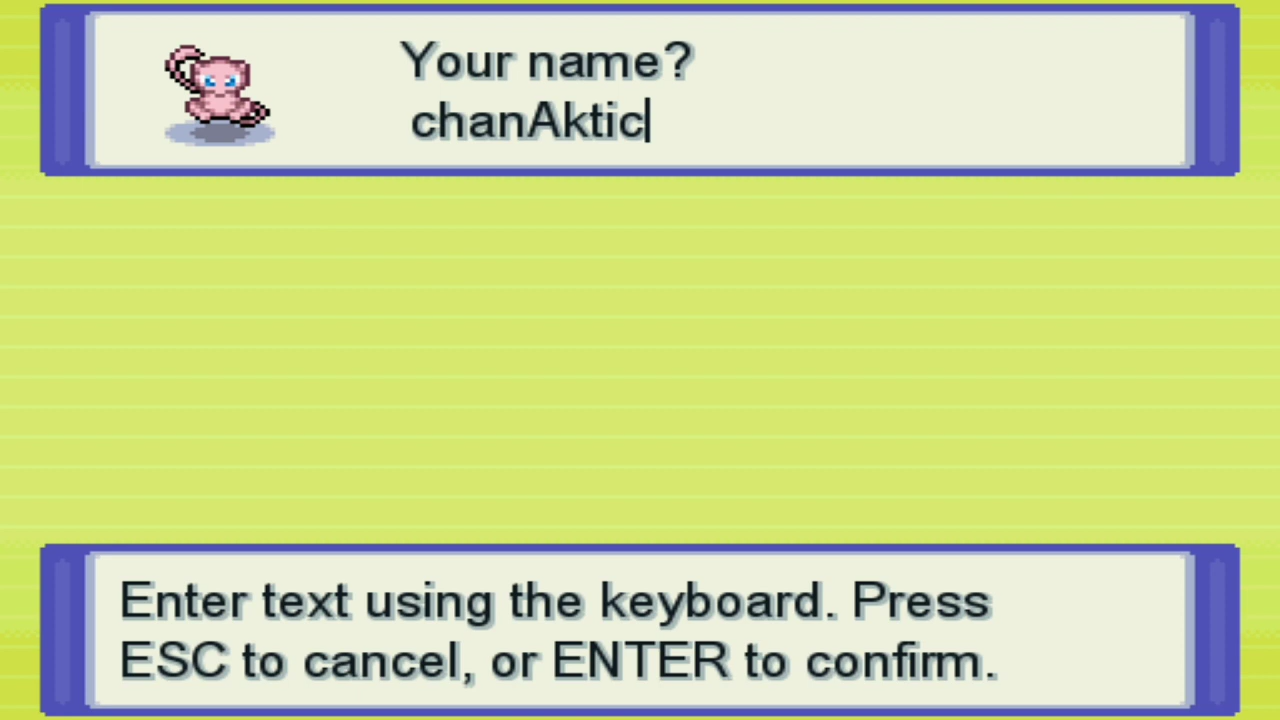 Your name?
chanAktic
Enter text using the keyboard. Press
ESC to cancel, or ENTER to confirm.